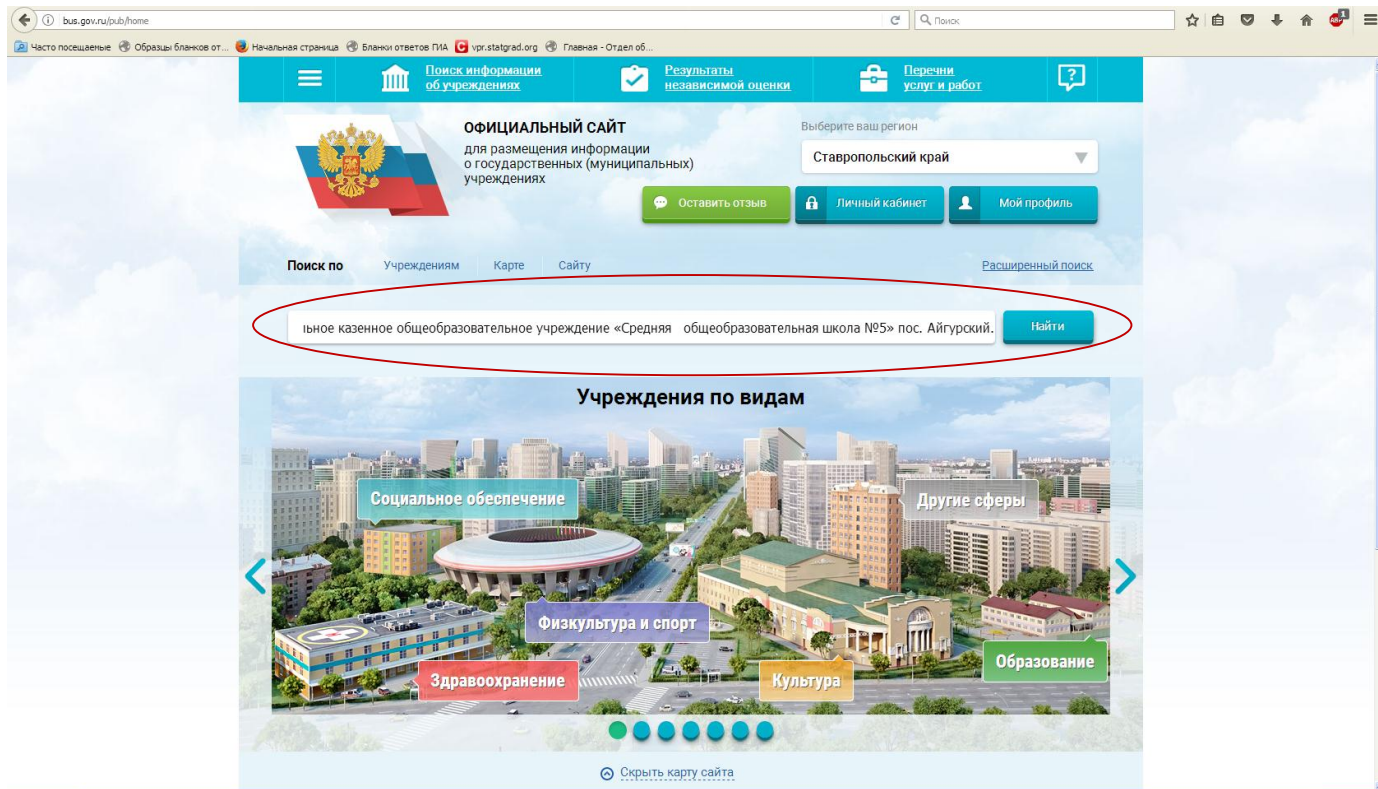 bus.gov.ru/pub/home
Поиск
Часто посещаемые Образцы бланков от... Начальная страница Бланки ответов ГИА vpr.statgrad.org Главная - Отдел об...
Поиск информации
об учреждениях
Результаты
независимой оценки
Перечни
услуг и работ
ОФИЦИАЛЬНЫЙ САЙТ
для размещения информации
о государственных (муниципальных)
учреждениях
Выберите ваш регион
Ставропольский край
Оставить отзыв
Личный кабинет
Мой профиль
Поиск по Учреждениям Карте Сайту Расширенный поиск
ьное казенное общеобразовательное учреждение «Средняя общеобразовательная школа №5» пос. Айгурский.
Найти
Учреждения по видам
Социальное обеспечение
Другие сферы
Физкультура и спорт
Образование
Здравоохранение
Культура
Скрыть карту сайта